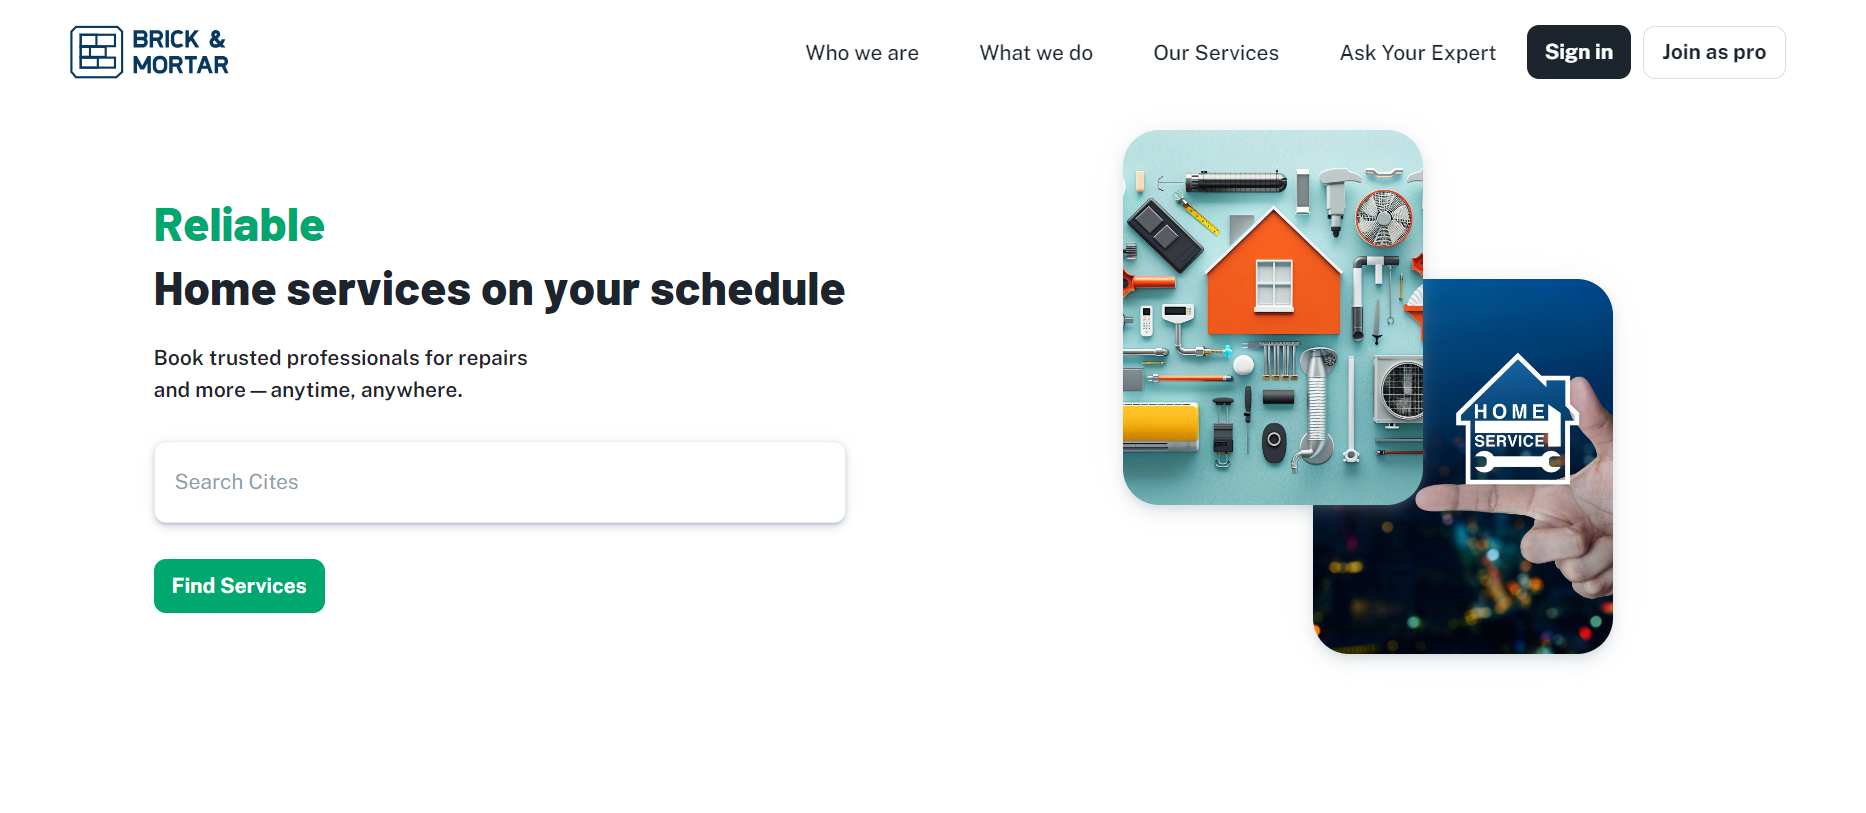 BRICK &
MORTAR
Who we are
What we do
Our Services
Ask Your Expert
Sign in
Join as pro
Reliable
Home services on your schedule
Book trusted professionals for repairs
and more — anytime, anywhere.
Search Cites
Find Services
HOME
SERVICE